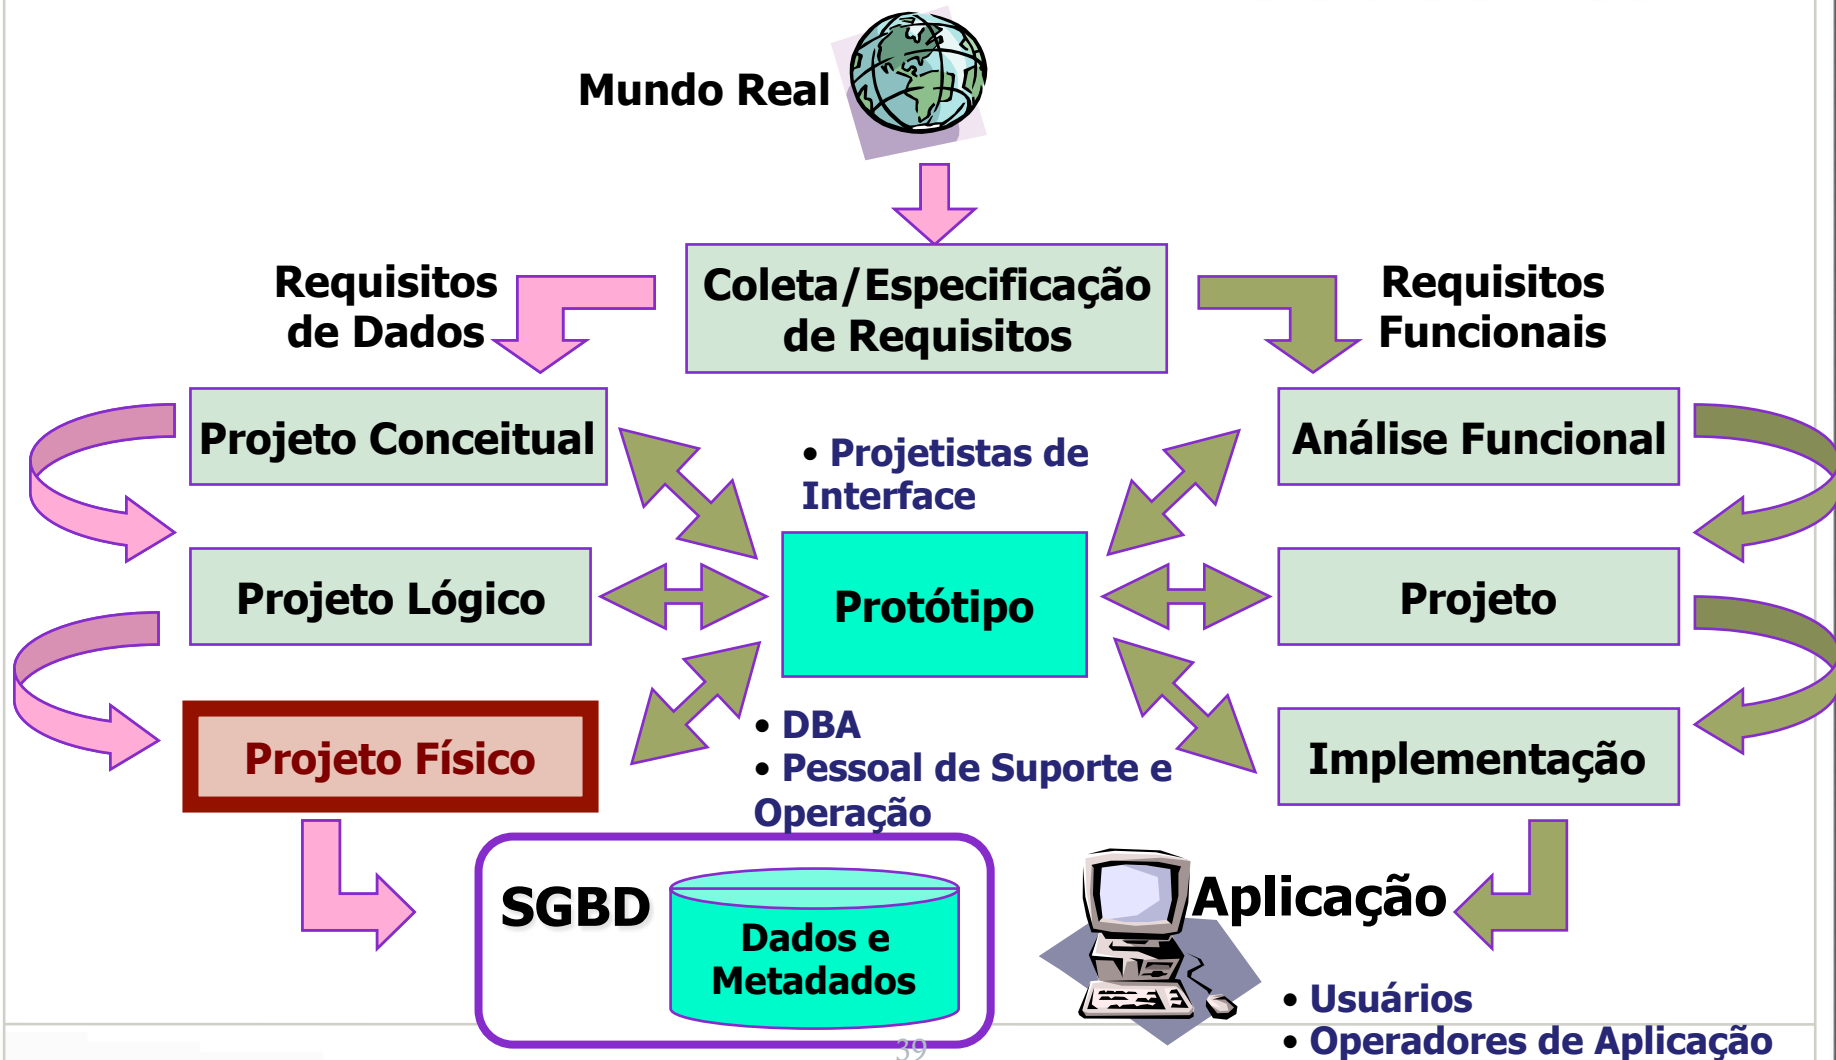 Mundo Real
Requisitos
de Dados
Coleta/Especificação
de Requisitos
Requisitos
Funcionais
Projeto Conceitual
• Projetistas de
Interface
Análise Funcional
Projeto Lógico
Protótipo
Projeto
Projeto Físico
• DBA
• Pessoal de Suporte e
Operação
Implementação
SGBD
Dados e
Metadados
Aplicação
• Usuários
• Operadores de Aplicação
39